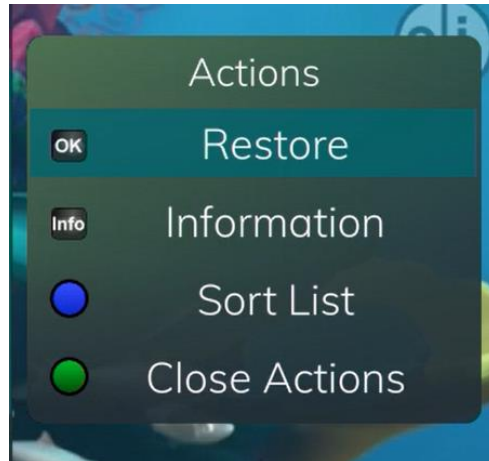 Actions
OK Restore
Info Information
Sort List
Close Actions